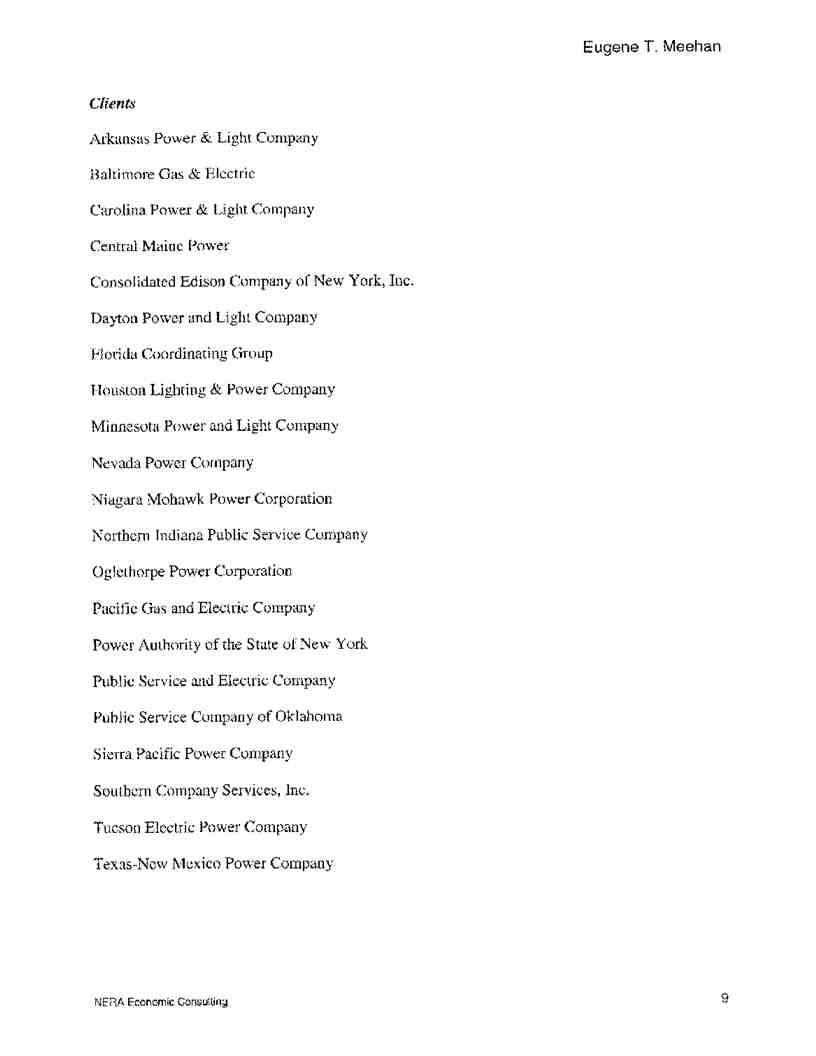 Eugene T. Meehan
Clients
Arkansas Power & Light Company
Baltimore Gas & Electric
Carolina Power & Light Company
Central Maine Power
Consolidated Edison Company of New York, Inc.
Dayton Power and Light Company
Florida Coordinating Group
Houston Lighting & Power Company
Minnesota Power and Light Company
Nevada Power Company
Niagara Mohawk Power Corporation
Northern Indiana Public Service Company
Oglethorpe Power Corporation
Pacific Gas and Electric Company
Power Authority of the State of New York
Public Service and Electric Company
Public Service Company of Oklahoma
Sierra Pacific Power Company
Southern Company Services, Inc.
Tucson Electric Power Company
Texas-New Mexico Power Company
NERA Economic Consulting
9